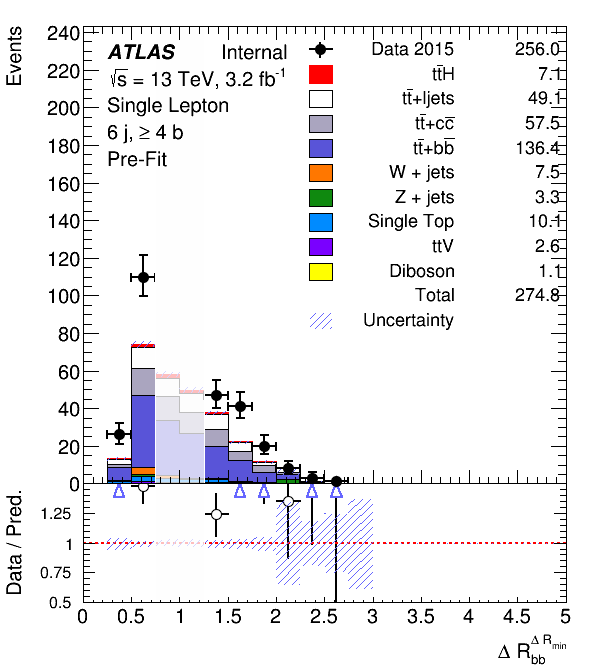 Events
240
220
200
180
160
140
120
100
80
60
40
20
0
ATLAS Internal
√s = 13 TeV, 3.2 fb⁻¹
Single Lepton
6 j, ≥ 4 b
Pre-Fit
Data 2015 256.0
tt̄H 7.1
tt̄+ljets 49.1
tt̄+cc̄ 57.5
tt̄+bb̄ 136.4
W + jets 7.5
Z + jets 3.3
Single Top 10.1
ttV 2.6
Diboson 1.1
Total 274.8
Uncertainty
Data / Pred.
1.25
1
0.75
0.5
0 0.5 1 1.5 2 2.5 3 3.5 4 4.5 5
Δ R_bb^{Δ R_min}